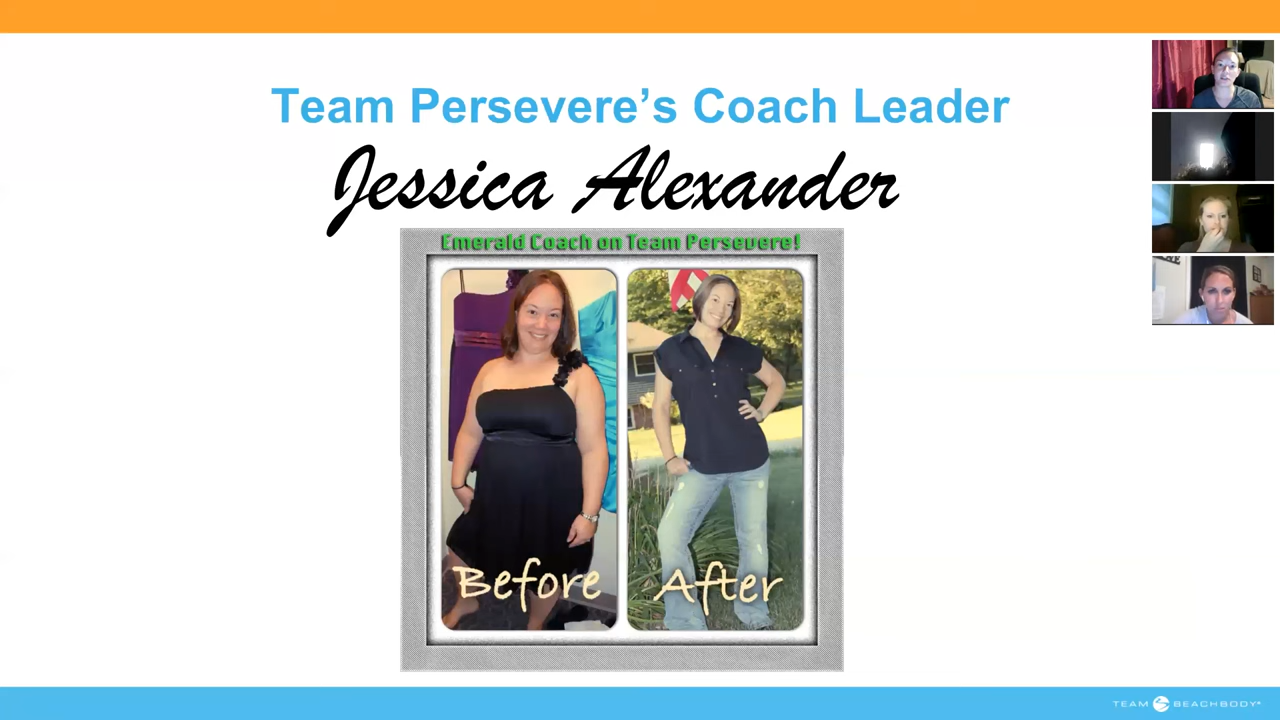 Team Persevere’s Coach Leader
Jessica Alexander
Emerald Coach on Team Persevere!
Before
After
TEAM BEACHBODY